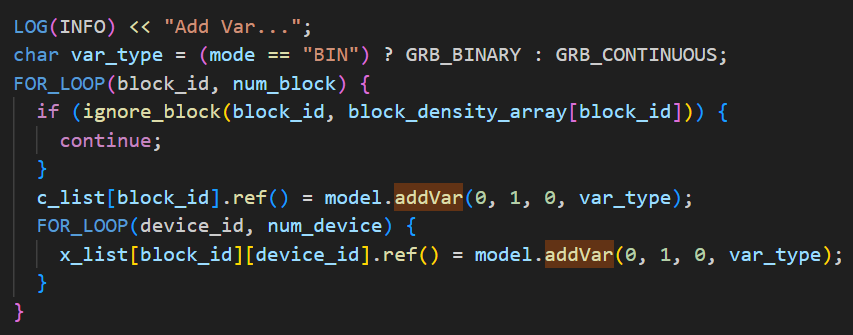 LOG(INFO) << "Add Var...";
char var_type = (mode == "BIN") ? GRB_BINARY : GRB_CONTINUOUS;
FOR_LOOP(block_id, num_block) {
  if (ignore_block(block_id, block_density_array[block_id])) {
    continue;
  }
  c_list[block_id].ref() = model.addVar(0, 1, 0, var_type);
  FOR_LOOP(device_id, num_device) {
    x_list[block_id][device_id].ref() = model.addVar(0, 1, 0, var_type);
  }
}